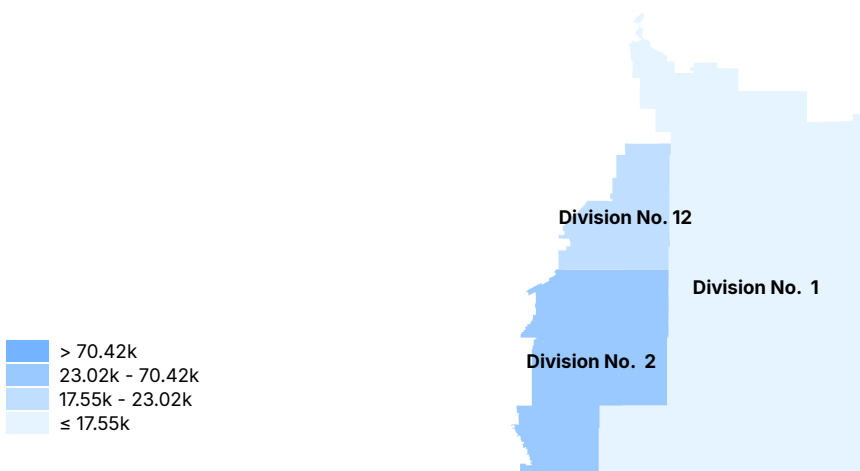 Division No. 12
Division No. 1
Division No. 2
> 70.42k
23.02k - 70.42k
17.55k - 23.02k
≤ 17.55k